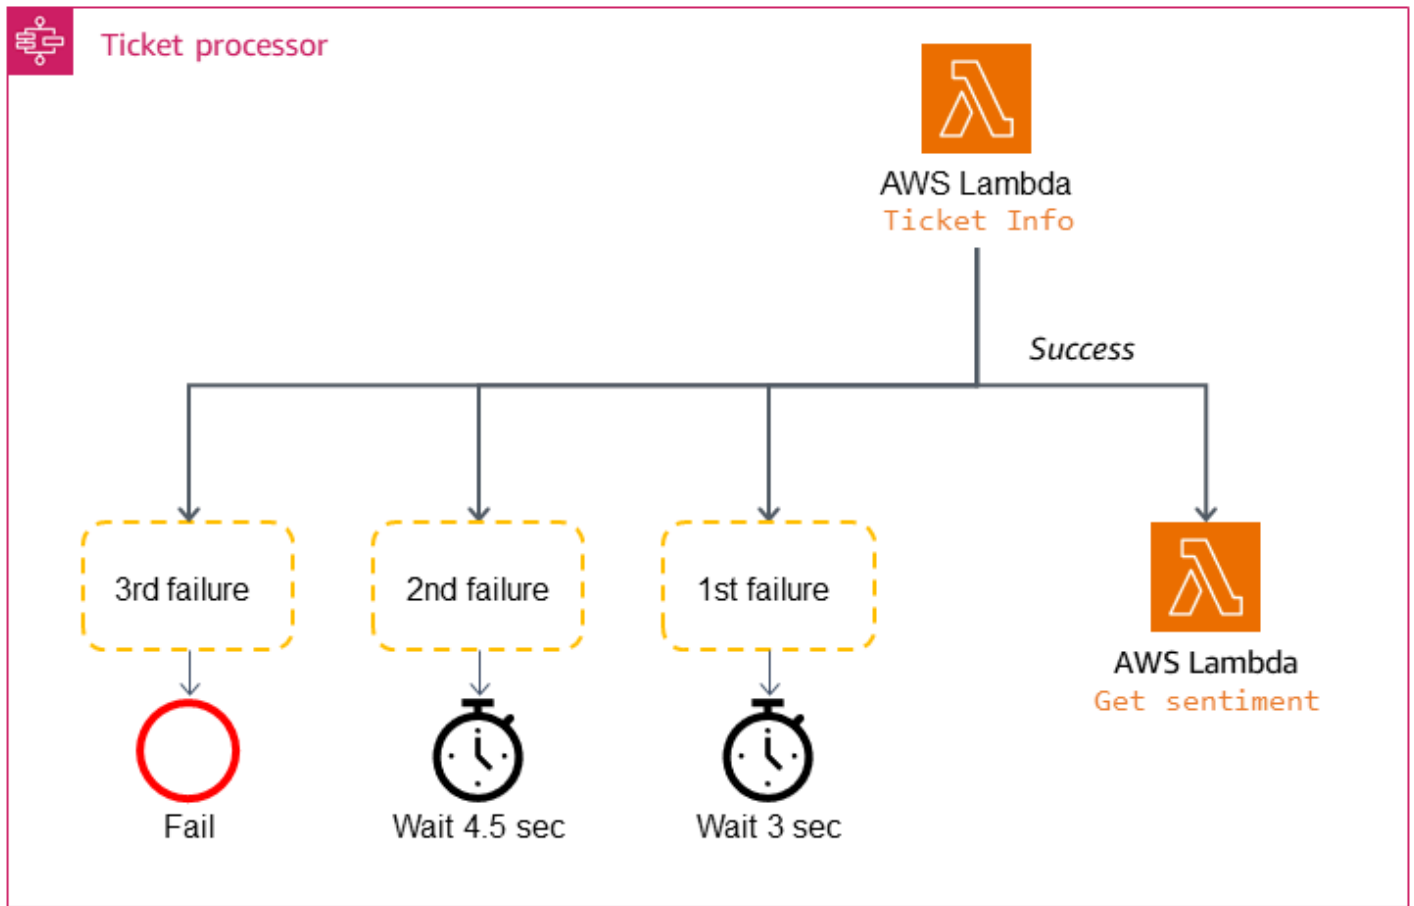 Ticket processor
AWS Lambda
Ticket Info
Success
3rd failure
2nd failure
1st failure
AWS Lambda
Get sentiment
Fail
Wait 4.5 sec
Wait 3 sec